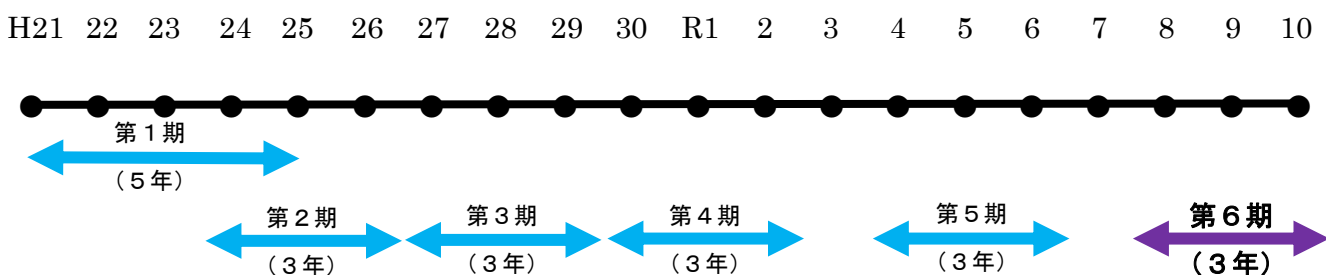 H21 22 23 24 25 26 27 28 29 30 R1 2 3 4 5 6 7 8 9 10
第1期
(5年)
第2期 第3期 第4期 第5期 第6期
(3年) (3年) (3年) (3年) (3年)